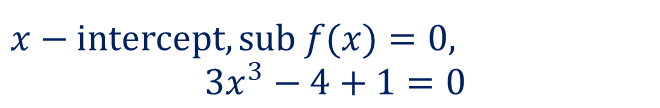 x − intercept, sub f(x) = 0,
3x³ − 4 + 1 = 0